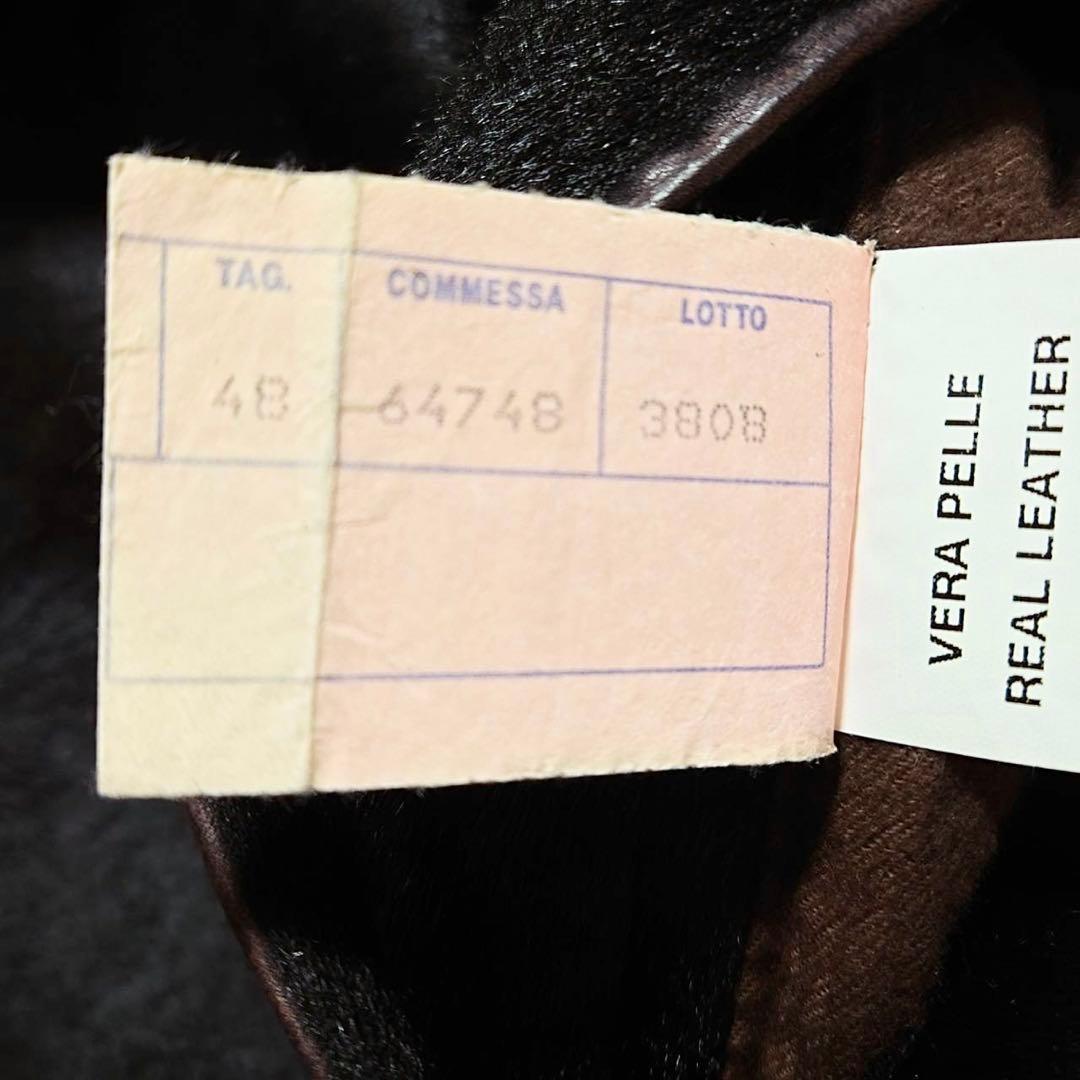 TAG. COMMESSA LOTTO
48 64748 3808
VERA PELLE
REAL LEATHER